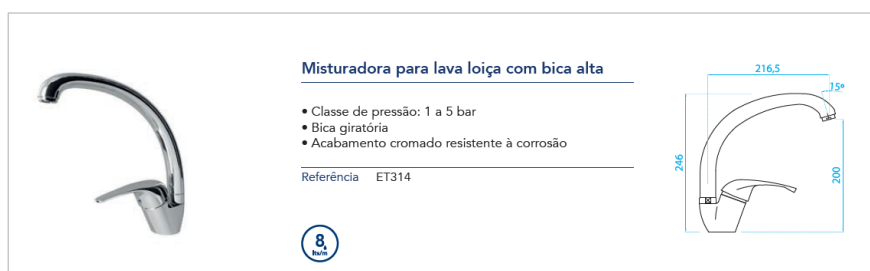 Misturadora para lava loiça com bica alta
• Classe de pressão: 1 a 5 bar
• Bica giratória
• Acabamento cromado resistente à corrosão
Referência ET314
8
lts/m
216,5
15º
246
200